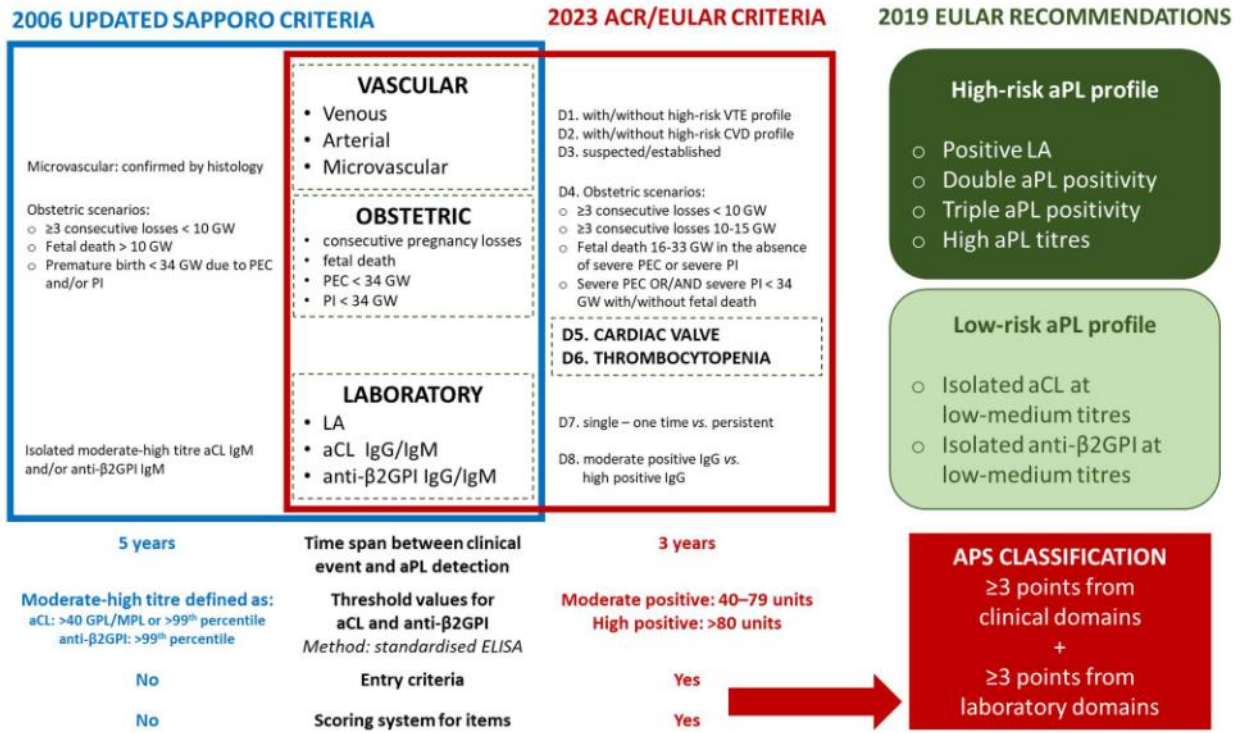 2006 UPDATED SAPPORO CRITERIA
2023 ACR/EULAR CRITERIA
2019 EULAR RECOMMENDATIONS
Microvascular: confirmed by histology
Obstetric scenarios:
o ≥3 consecutive losses < 10 GW
o Fetal death > 10 GW
o Premature birth < 34 GW due to PEC
and/or PI
Isolated moderate-high titre aCL IgM
and/or anti-β2GPI IgM
VASCULAR
• Venous
• Arterial
• Microvascular
OBSTETRIC
• consecutive pregnancy losses
• fetal death
• PEC < 34 GW
• PI < 34 GW
LABORATORY
• LA
• aCL IgG/IgM
• anti-β2GPI IgG/IgM
D1. with/without high-risk VTE profile
D2. with/without high-risk CVD profile
D3. suspected/established
D4. Obstetric scenarios:
o ≥3 consecutive losses < 10 GW
o ≥3 consecutive losses 10-15 GW
o Fetal death 16-33 GW in the absence
of severe PEC or severe PI
o Severe PEC OR/AND severe PI < 34
GW with/without fetal death
D5. CARDIAC VALVE
D6. THROMBOCYTOPENIA
D7. single – one time vs. persistent
D8. moderate positive IgG vs.
high positive IgG
High-risk aPL profile
o Positive LA
o Double aPL positivity
o Triple aPL positivity
o High aPL titres
Low-risk aPL profile
o Isolated aCL at
low-medium titres
o Isolated anti-β2GPI at
low-medium titres
5 years
Time span between clinical
event and aPL detection
3 years
Moderate-high titre defined as:
aCL: >40 GPL/MPL or >99th percentile
anti-β2GPI: >99th percentile
Threshold values for
aCL and anti-β2GPI
Method: standardised ELISA
Moderate positive: 40–79 units
High positive: >80 units
No
Entry criteria
Yes
No
Scoring system for items
Yes
APS CLASSIFICATION
≥3 points from
clinical domains
+
≥3 points from
laboratory domains